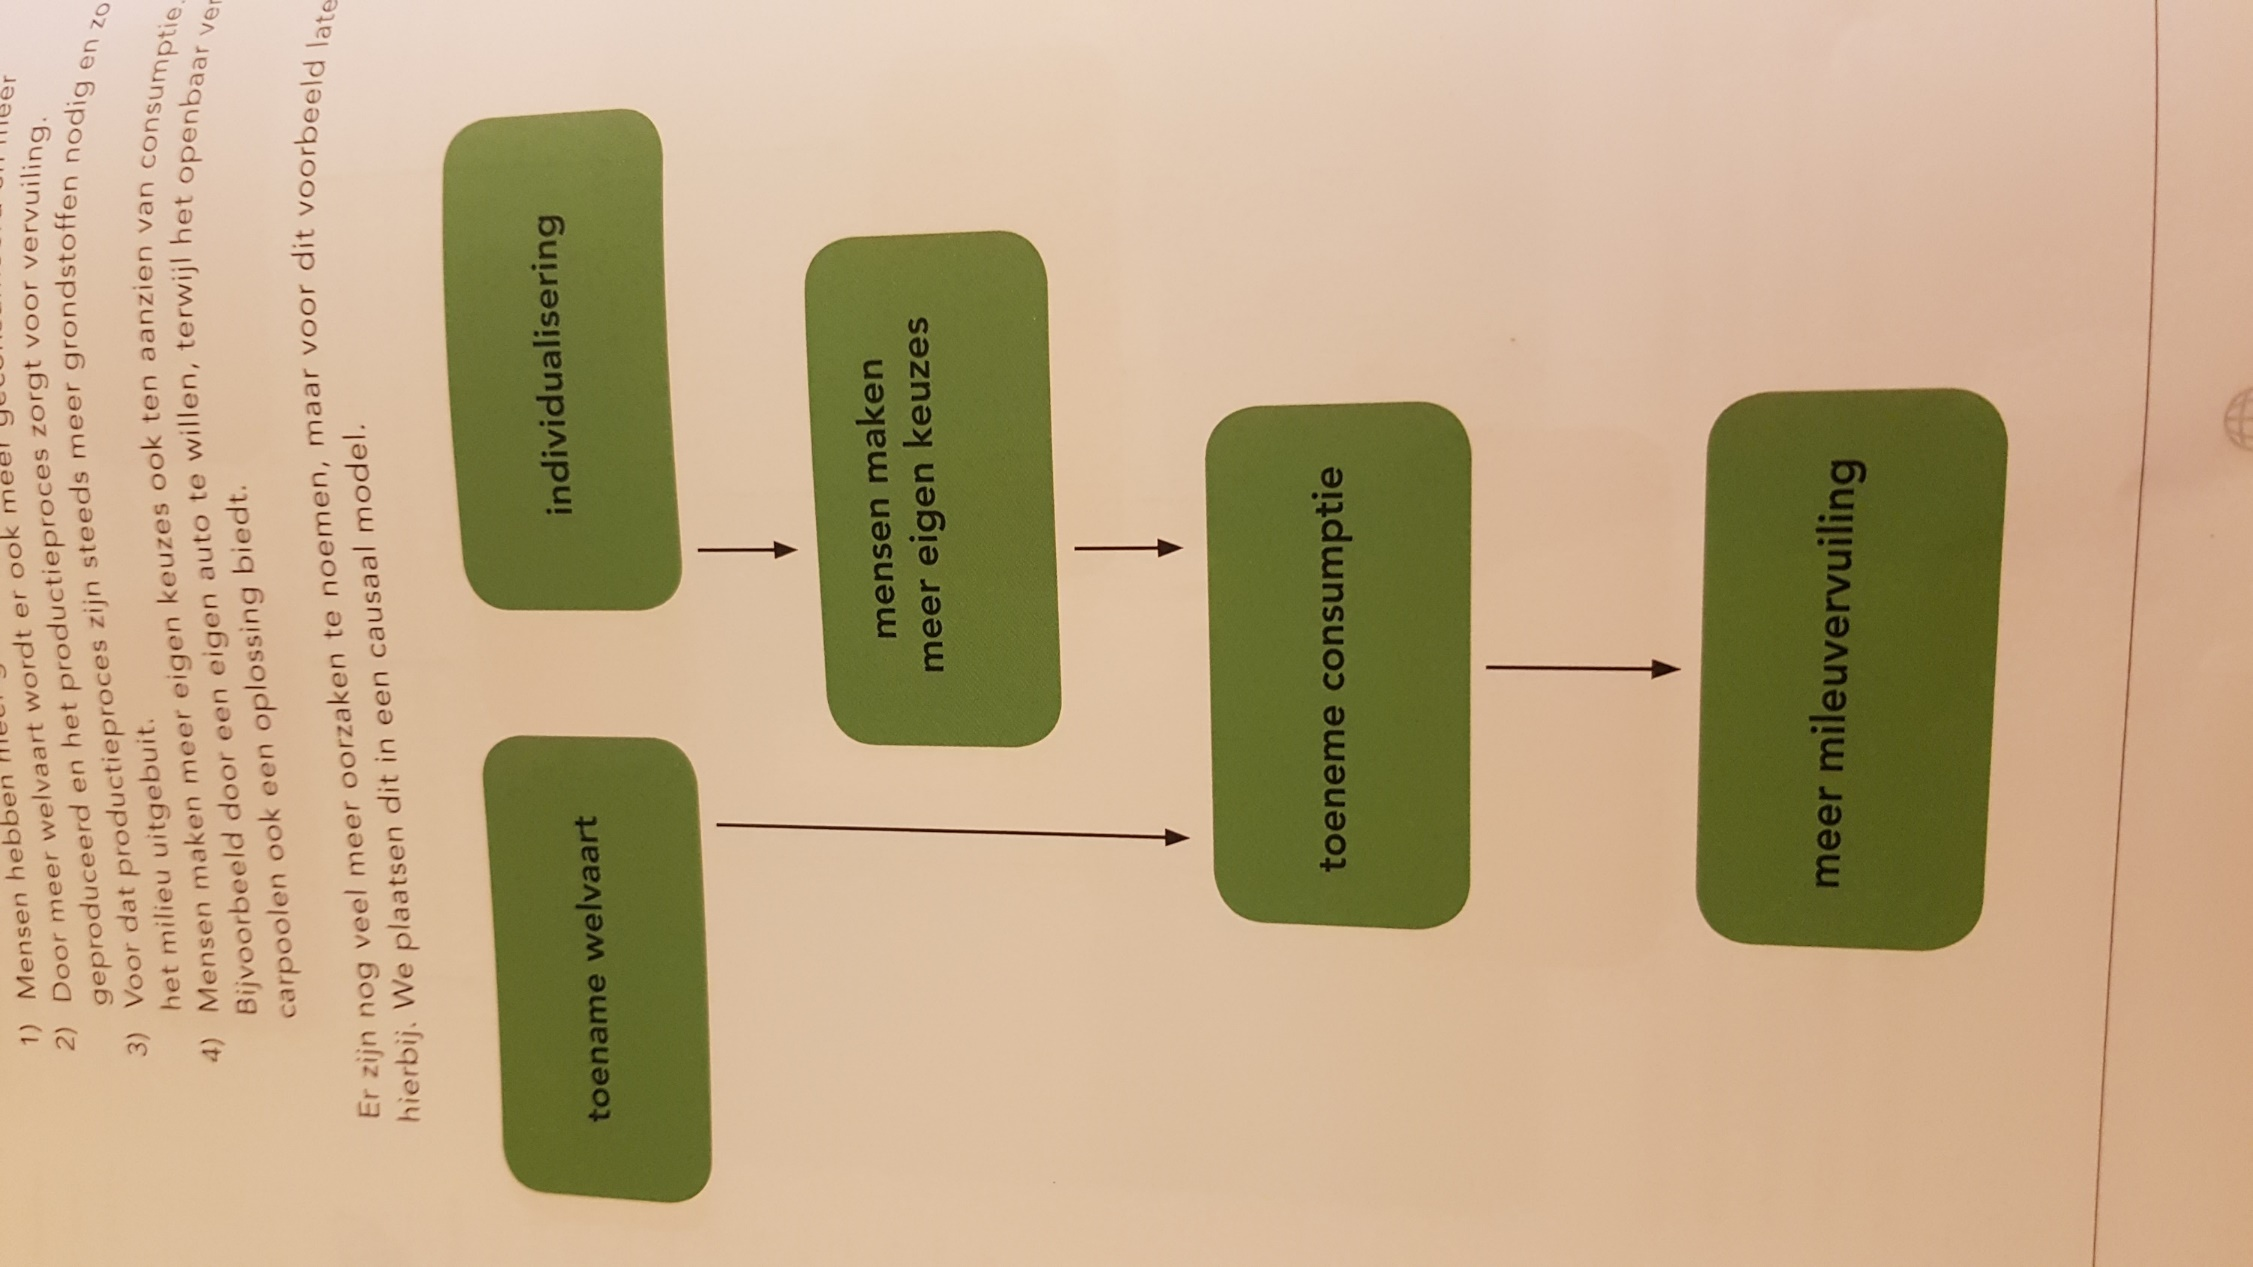 1) Mensen hebben
meer welvaart wordt er ook meer
2) Door meer welvaart en het productieproces zorgt voor vervuiling.
geproduceerd en het productieproces zijn steeds meer grondstoffen nodig en zo
3) Voor dat productieproces
het milieu uitgebuit.
4) Mensen maken meer eigen keuzes ook ten aanzien van consumptie.
Bijvoorbeeld door een eigen auto te willen, terwijl het openbaar
carpoolen ook een oplossing biedt.
Er zijn nog veel meer oorzaken te noemen, maar voor dit voorbeeld
hierbij. We plaatsen dit in een causaal model.
toename welvaart
individualisering
mensen maken
meer eigen keuzes
toeneme consumptie
meer mileuvervuiling